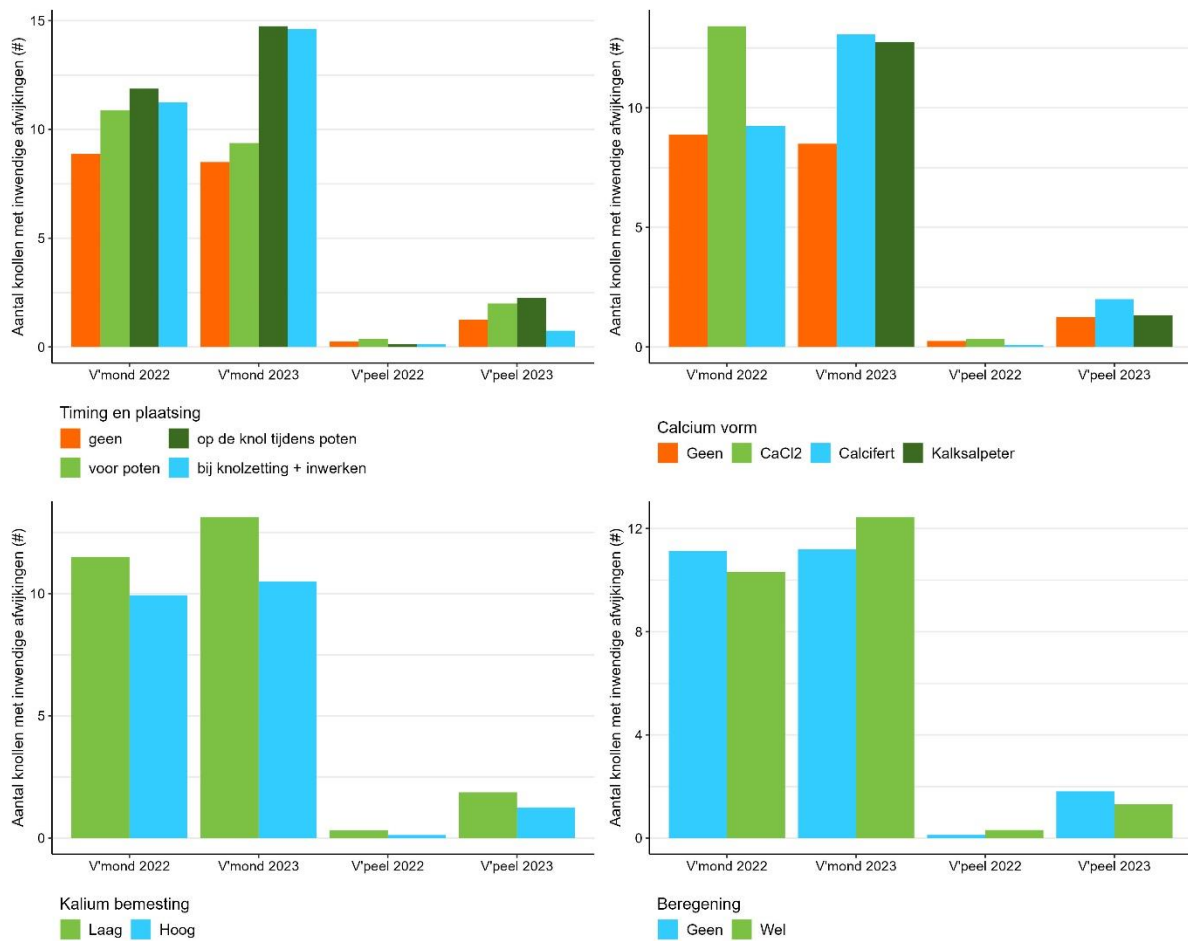 Aantal knollen met inwendige afwijkingen (#)
15
10
5
0
V'mond 2022 V'mond 2023 V'peel 2022 V'peel 2023
Timing en plaatsing
geen op de knol tijdens poten
voor poten bij knolzetting + inwerken
Aantal knollen met inwendige afwijkingen (#)
10
5
0
V'mond 2022 V'mond 2023 V'peel 2022 V'peel 2023
Calcium vorm
Geen CaCl2 Calcifert Kalksalpeter
Aantal knollen met inwendige afwijkingen (#)
10
5
0
V'mond 2022 V'mond 2023 V'peel 2022 V'peel 2023
Kalium bemesting
Laag Hoog
Aantal knollen met inwendige afwijkingen (#)
12
8
4
0
V'mond 2022 V'mond 2023 V'peel 2022 V'peel 2023
Beregening
Geen Wel